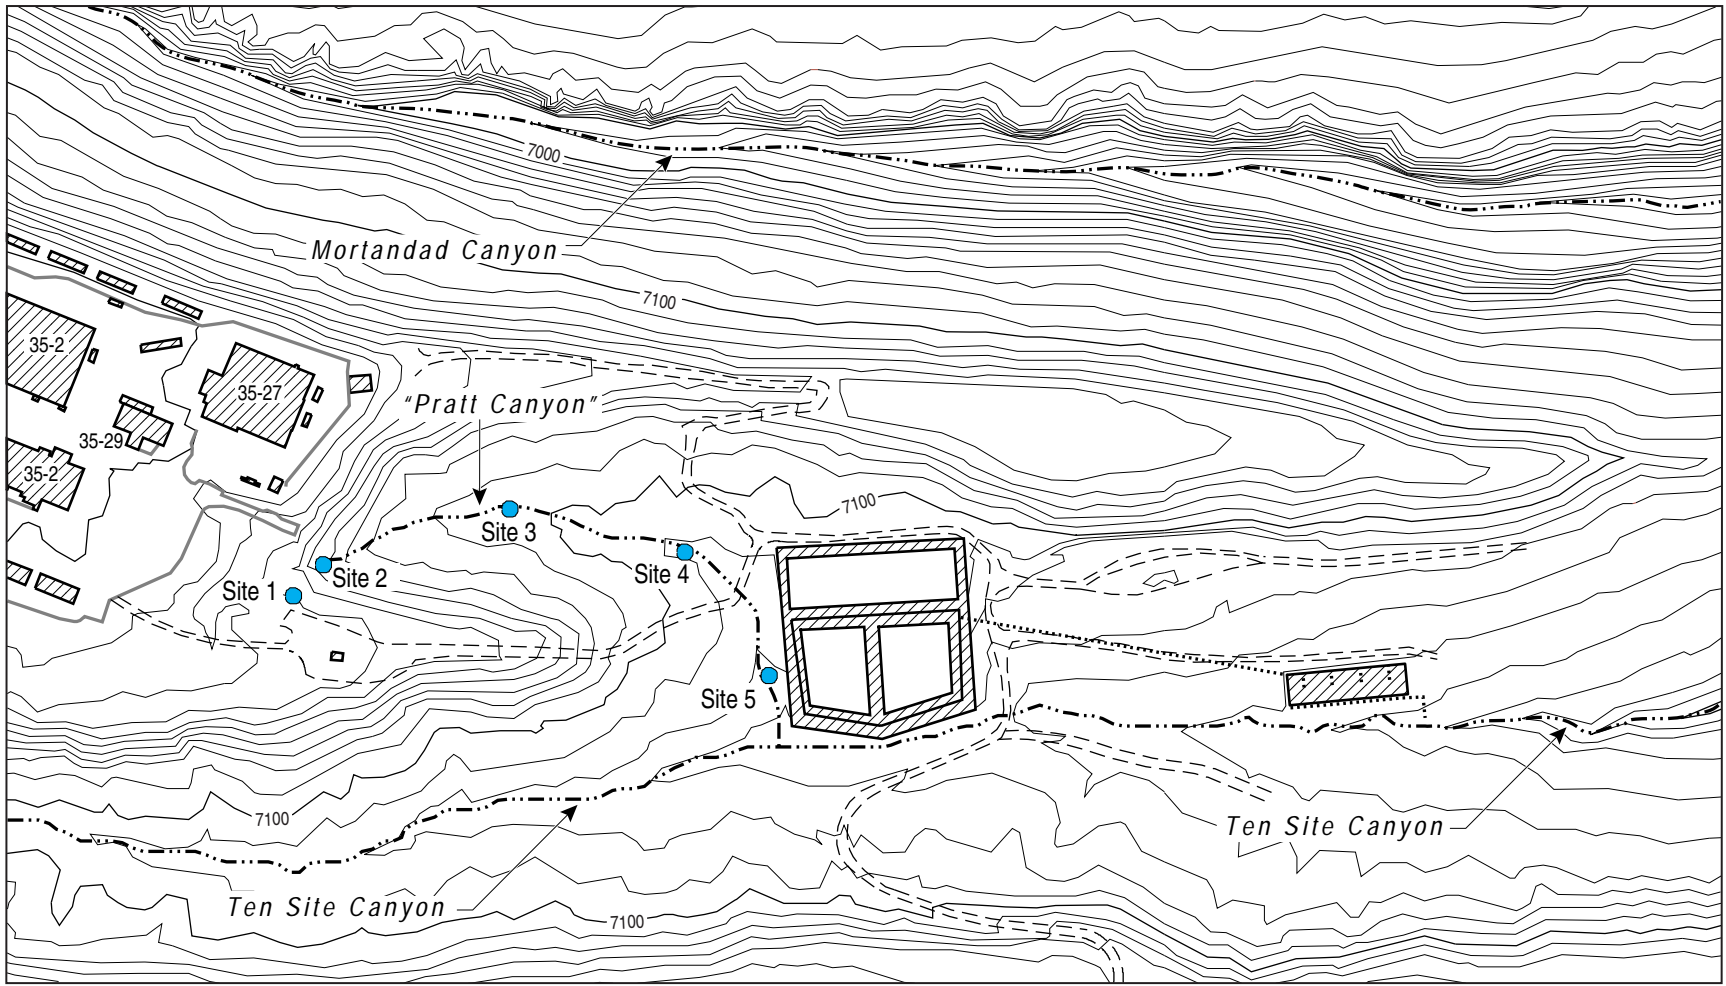 7000
Mortandad Canyon
7100
35-2
35-27
"Pratt Canyon"
35-29
35-2
7100
Site 3
Site 4
Site 2
Site 1
Site 5
7100
Ten Site Canyon
Ten Site Canyon
7100